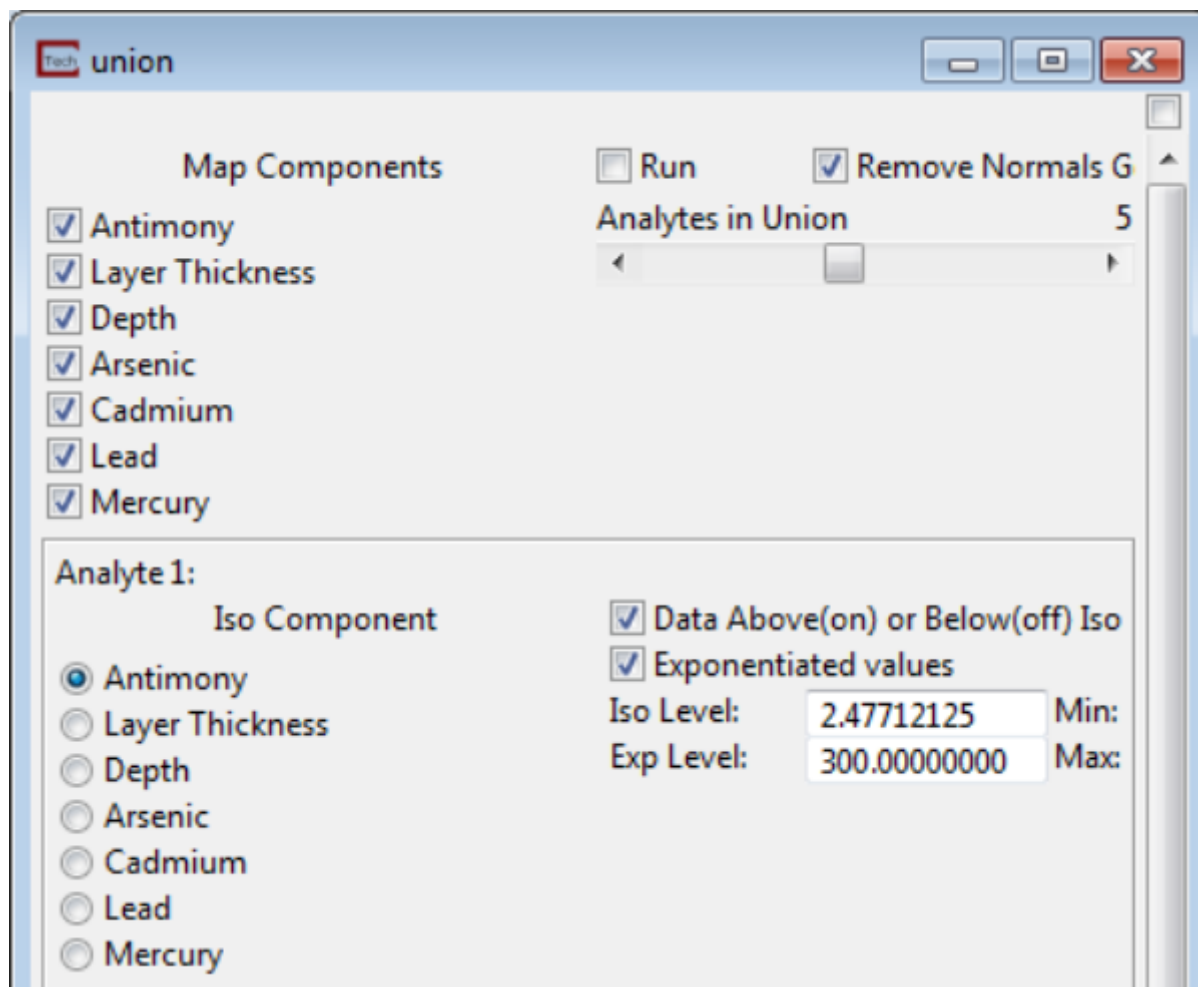 Tech union
Map Components
Run
Remove Normals G
Antimony
Layer Thickness
Depth
Arsenic
Cadmium
Lead
Mercury
Analytes in Union 5
Analyte 1:
Iso Component
Antimony
Layer Thickness
Depth
Arsenic
Cadmium
Lead
Mercury
Data Above(on) or Below(off) Iso
Exponentiated values
Iso Level: 2.47712125 Min:
Exp Level: 300.00000000 Max: